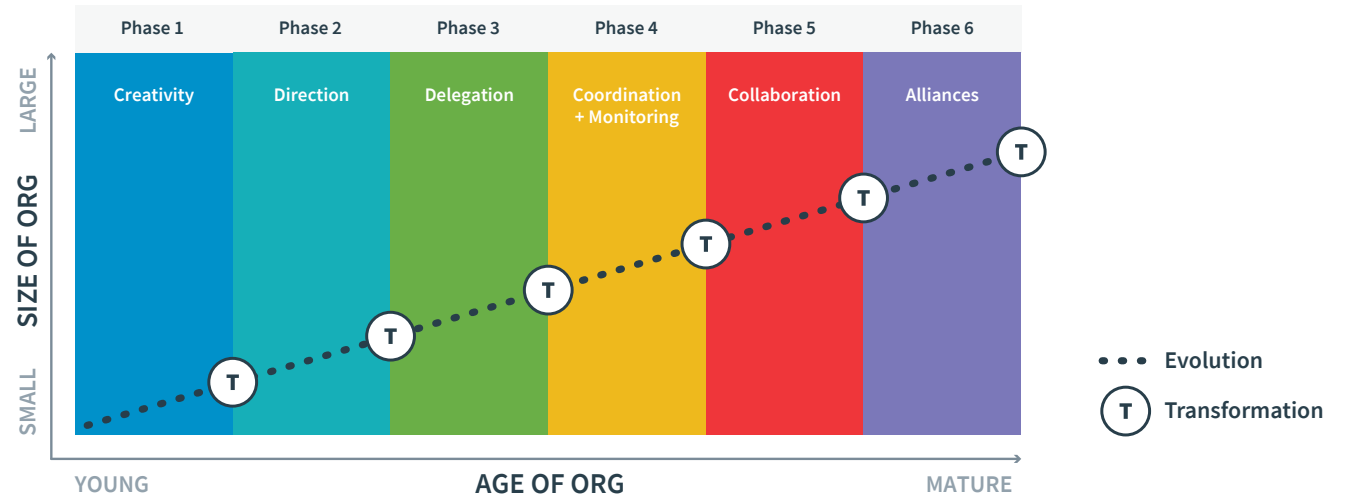 Phase 1
Phase 2
Phase 3
Phase 4
Phase 5
Phase 6
Creativity
Direction
Delegation
Coordination
+ Monitoring
Collaboration
Alliances
LARGE
SIZE OF ORG
SMALL
T
T
T
T
T
T
Evolution
T
Transformation
YOUNG
AGE OF ORG
MATURE